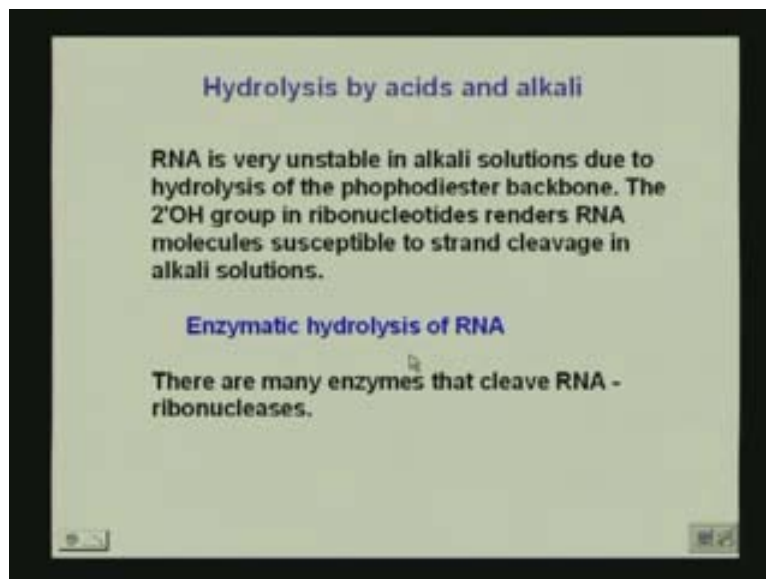 Hydrolysis by acids and alkali
RNA is very unstable in alkali solutions due to
hydrolysis of the phophodiester backbone. The
2'OH group in ribonucleotides renders RNA
molecules susceptible to strand cleavage in
alkali solutions.
Enzymatic hydrolysis of RNA
There are many enzymes that cleave RNA -
ribonucleases.